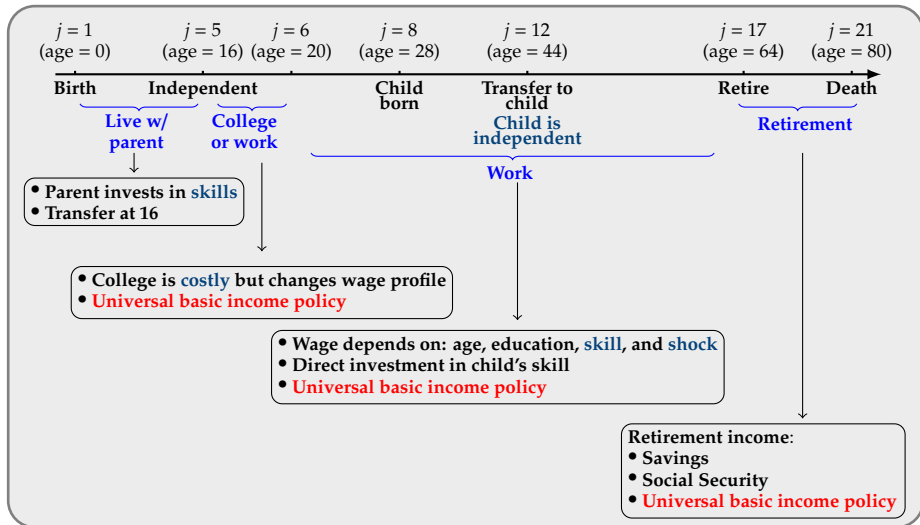 j = 1 j = 5 j = 6 j = 8 j = 12 j = 17 j = 21
(age = 0) (age = 16) (age = 20) (age = 28) (age = 44) (age = 64) (age = 80)
Birth Independent Child Transfer to Retire Death
born child
Live w/ College Child is Retirement
parent or work independent
Work
• Parent invests in skills
• Transfer at 16
• College is costly but changes wage profile
• Universal basic income policy
• Wage depends on: age, education, skill, and shock
• Direct investment in child's skill
• Universal basic income policy
Retirement income:
• Savings
• Social Security
• Universal basic income policy